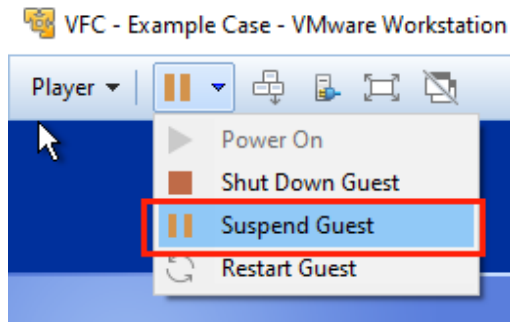 VFC - Example Case - VMware Workstation
Player
Power On
Shut Down Guest
Suspend Guest
Restart Guest